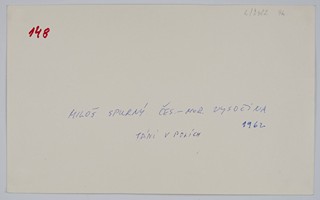 148
MILOŠ SPURNÝ ČES-MOR VYSOČINA
TÁNÍ V POLÍCH 1962